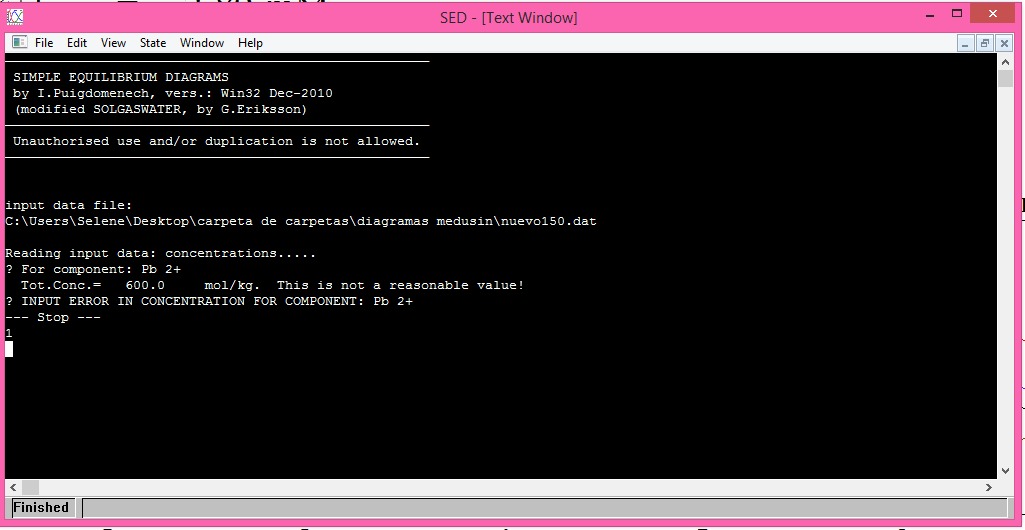 SED - [Text Window]
File Edit View State Window Help
SIMPLE EQUILIBRIUM DIAGRAMS
by I.Puigdomenech, vers.: Win32 Dec-2010
(modified SOLGASWATER, by G.Eriksson)
Unauthorised use and/or duplication is not allowed.
input data file:
C:\Users\Selene\Desktop\carpeta de carpetas\diagramas medusin\nuevo150.dat
Reading input data: concentrations.....
? For component: Pb 2+
Tot.Conc.= 600.0 mol/kg. This is not a reasonable value!
? INPUT ERROR IN CONCENTRATION FOR COMPONENT: Pb 2+
--- Stop ---
1
Finished